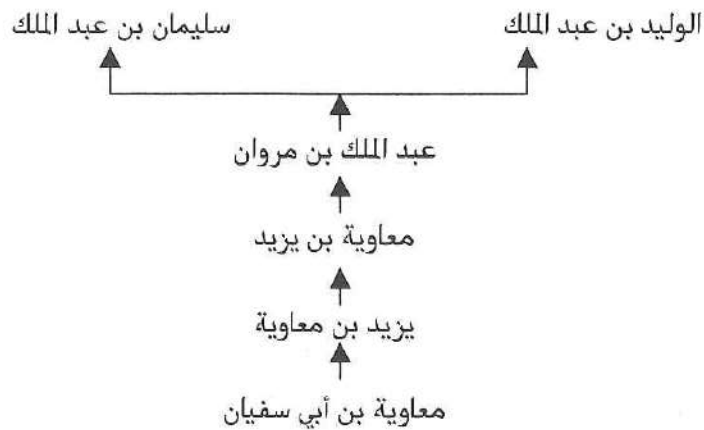 الوليد بن عبد الملك
سليمان بن عبد الملك
عبد الملك بن مروان
معاوية بن يزيد
يزيد بن معاوية
معاوية بن أبي سفيان